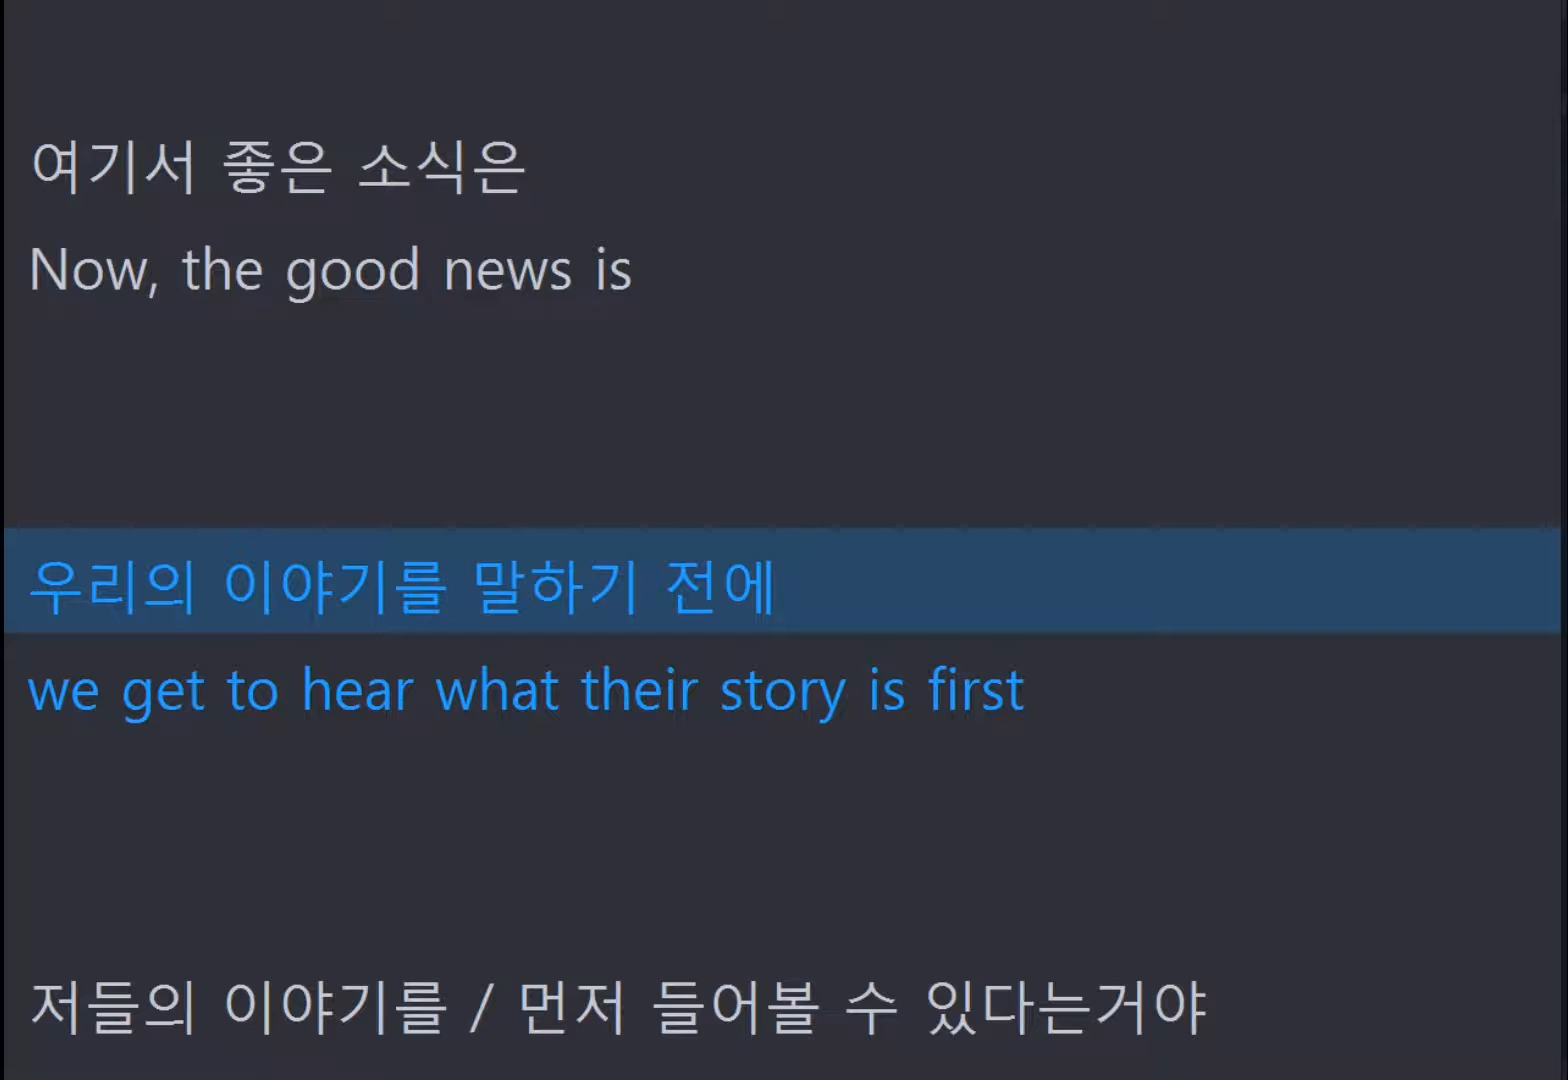 여기서 좋은 소식은
Now, the good news is
우리의 이야기를 말하기 전에
we get to hear what their story is first
저들의 이야기를 / 먼저 들어볼 수 있다는거야